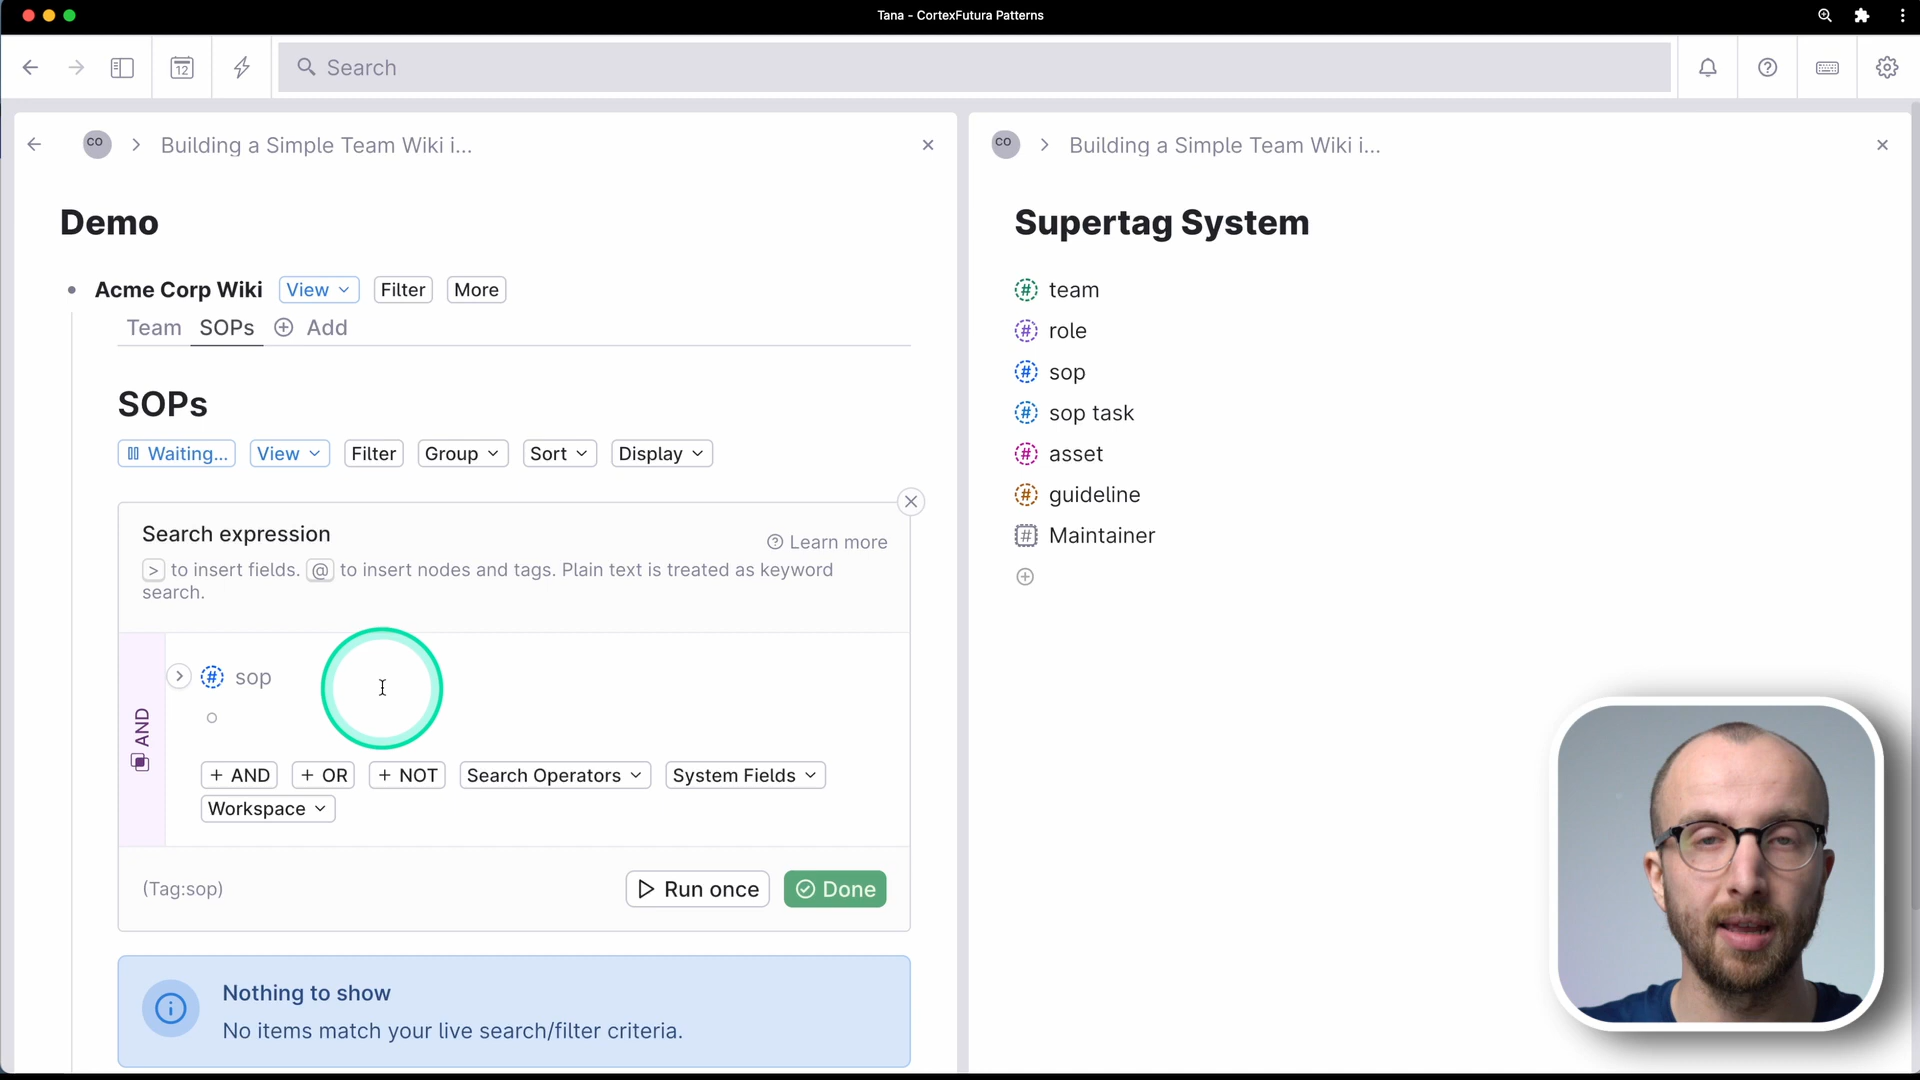 Tana - CortexFutura Patterns
12
Search
CO > Building a Simple Team Wiki i...
Demo
Acme Corp Wiki View Filter More
Team SOPs Add
SOPs
Waiting... View Filter Group Sort Display
Search expression
Learn more
> to insert fields. @ to insert nodes and tags. Plain text is treated as keyword
search.
# sop
AND
+ AND + OR + NOT Search Operators System Fields
Workspace
(Tag:sop) Run once Done
Nothing to show
No items match your live search/filter criteria.
CO > Building a Simple Team Wiki i...
Supertag System
# team
# role
# sop
# sop task
# asset
# guideline
# Maintainer